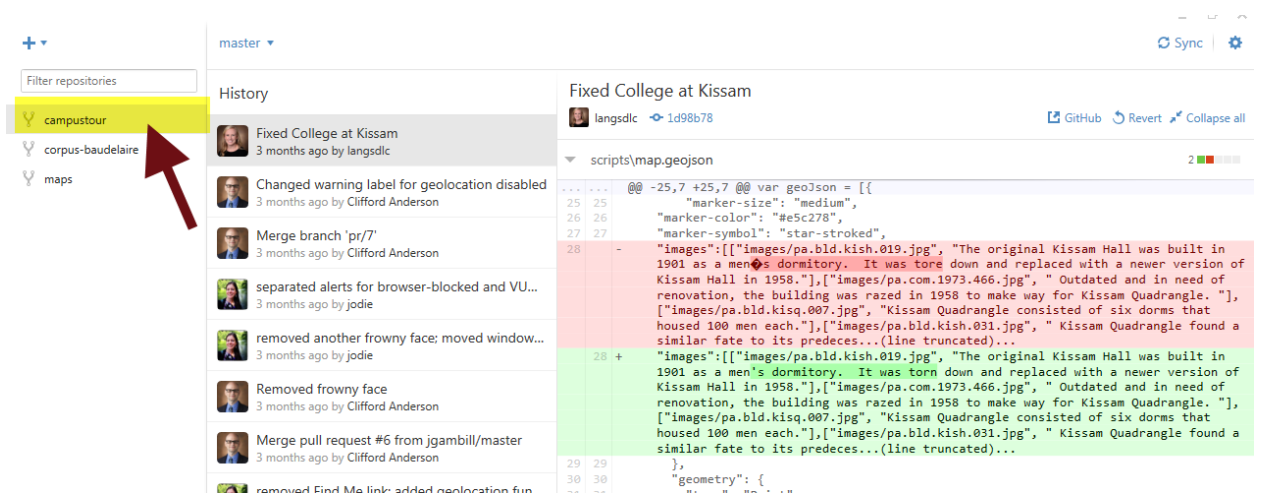 master
Sync
Filter repositories
campustour
corpus-baudelaire
maps
History
Fixed College at Kissam
3 months ago by langsdlc
Changed warning label for geolocation disabled
3 months ago by Clifford Anderson
Merge branch 'pr/7'
3 months ago by Clifford Anderson
separated alerts for browser-blocked and VU...
3 months ago by jodie
removed another frowny face; moved window...
3 months ago by jodie
Removed frowny face
3 months ago by Clifford Anderson
Merge pull request #6 from jgambill/master
3 months ago by Clifford Anderson
removed Find Me link; added geolocation fun
Fixed College at Kissam
langsdlc 1d98b78
GitHub Revert Collapse all
scripts\map.geojson 2
... ... @@ -25,7 +25,7 @@ var geoJson = [{
25 25 "marker-size": "medium",
26 26 "marker-color": "#e5c278",
27 27 "marker-symbol": "star-stroked",
28 - "images":[["images/pa.bld.kish.019.jpg", "The original Kissam Hall was built in
1901 as a men�s dormitory.  It was tore down and replaced with a newer version of
Kissam Hall in 1958."],["images/pa.com.1973.466.jpg", " Outdated and in need of
renovation, the building was razed in 1958 to make way for Kissam Quadrangle. "],
["images/pa.bld.kisq.007.jpg", "Kissam Quadrangle consisted of six dorms that
housed 100 men each."],["images/pa.bld.kish.031.jpg", " Kissam Quadrangle found a
similar fate to its predeces...(line truncated)...
28 + "images":[["images/pa.bld.kish.019.jpg", "The original Kissam Hall was built in
1901 as a men's dormitory.  It was torn down and replaced with a newer version of
Kissam Hall in 1958."],["images/pa.com.1973.466.jpg", " Outdated and in need of
renovation, the building was razed in 1958 to make way for Kissam Quadrangle. "],
["images/pa.bld.kisq.007.jpg", "Kissam Quadrangle consisted of six dorms that
housed 100 men each."],["images/pa.bld.kish.031.jpg", " Kissam Quadrangle found a
similar fate to its predeces...(line truncated)...
29 29 },
30 30 "geometry": {